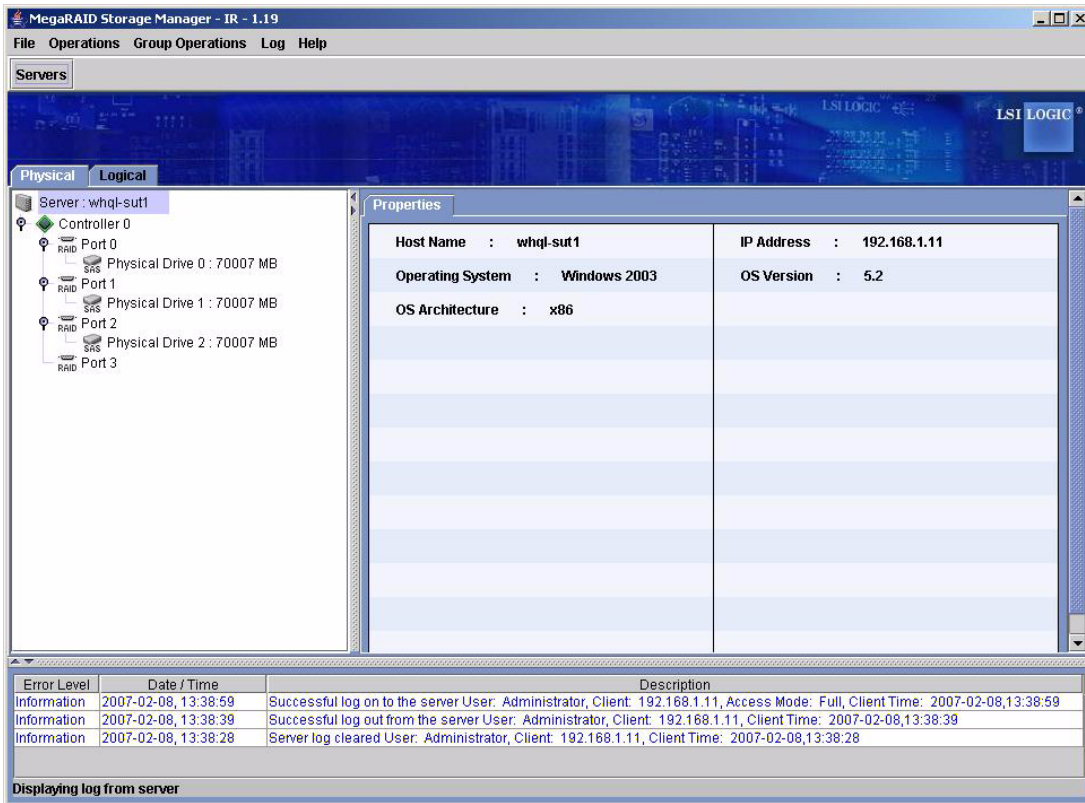 MegaRAID Storage Manager - IR - 1.19
File Operations Group Operations Log Help
Servers
LSI LOGIC
LSI LOGIC ®
Physical Logical
Server : whql-sut1
Controller 0
RAID Port 0
SAS Physical Drive 0 : 70007 MB
RAID Port 1
SAS Physical Drive 1 : 70007 MB
RAID Port 2
SAS Physical Drive 2 : 70007 MB
RAID Port 3
Properties
Host Name : whql-sut1 IP Address : 192.168.1.11
Operating System : Windows 2003 OS Version : 5.2
OS Architecture : x86
Error Level Date / Time Description
Information 2007-02-08, 13:38:59 Successful log on to the server User: Administrator, Client: 192.168.1.11, Access Mode: Full, Client Time: 2007-02-08,13:38:59
Information 2007-02-08, 13:38:39 Successful log out from the server User: Administrator, Client: 192.168.1.11, Client Time: 2007-02-08,13:38:39
Information 2007-02-08, 13:38:28 Server log cleared User: Administrator, Client: 192.168.1.11, Client Time: 2007-02-08,13:38:28
Displaying log from server